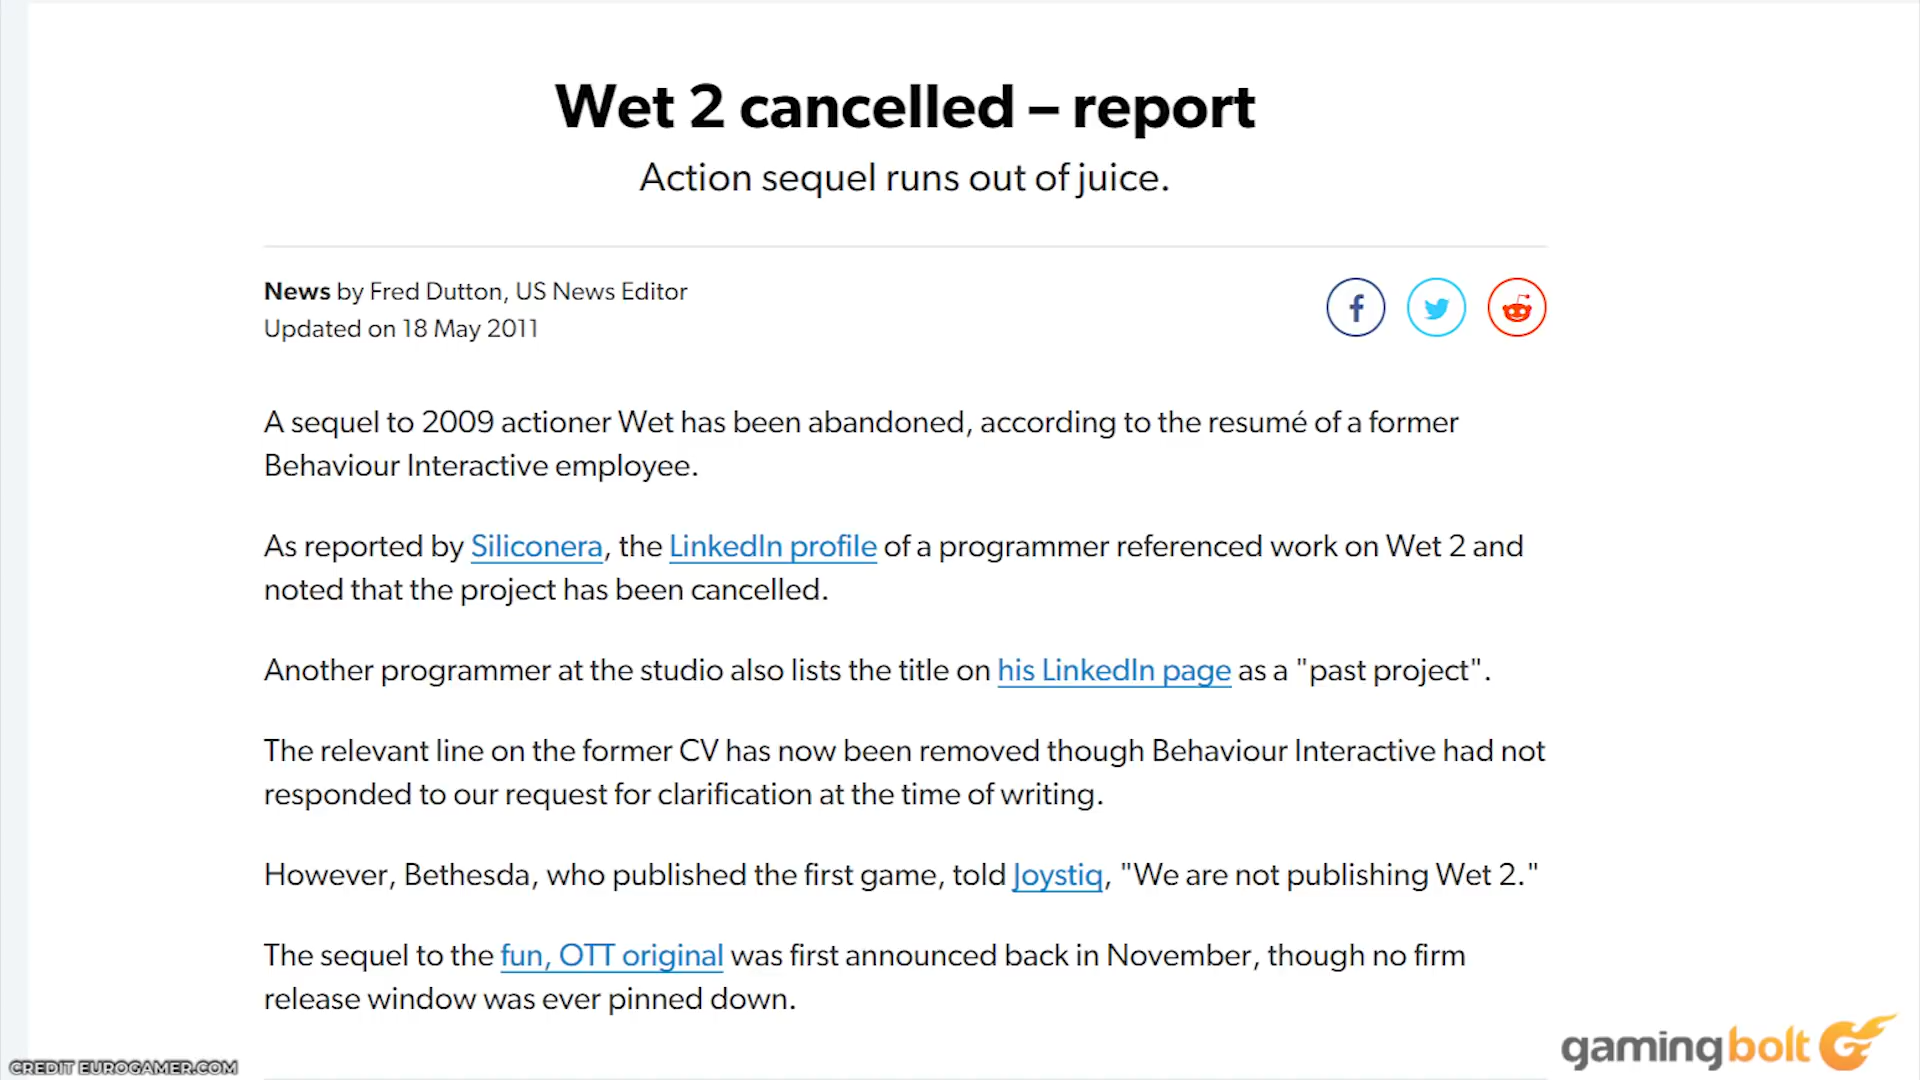 Wet 2 cancelled – report
Action sequel runs out of juice.
News by Fred Dutton, US News Editor
Updated on 18 May 2011
A sequel to 2009 actioner Wet has been abandoned, according to the resumé of a former
Behaviour Interactive employee.
As reported by Siliconera, the LinkedIn profile of a programmer referenced work on Wet 2 and
noted that the project has been cancelled.
Another programmer at the studio also lists the title on his LinkedIn page as a "past project".
The relevant line on the former CV has now been removed though Behaviour Interactive had not
responded to our request for clarification at the time of writing.
However, Bethesda, who published the first game, told Joystiq, "We are not publishing Wet 2."
The sequel to the fun, OTT original was first announced back in November, though no firm
release window was ever pinned down.
CREDIT EUROGAMER.COM
gamingbolt